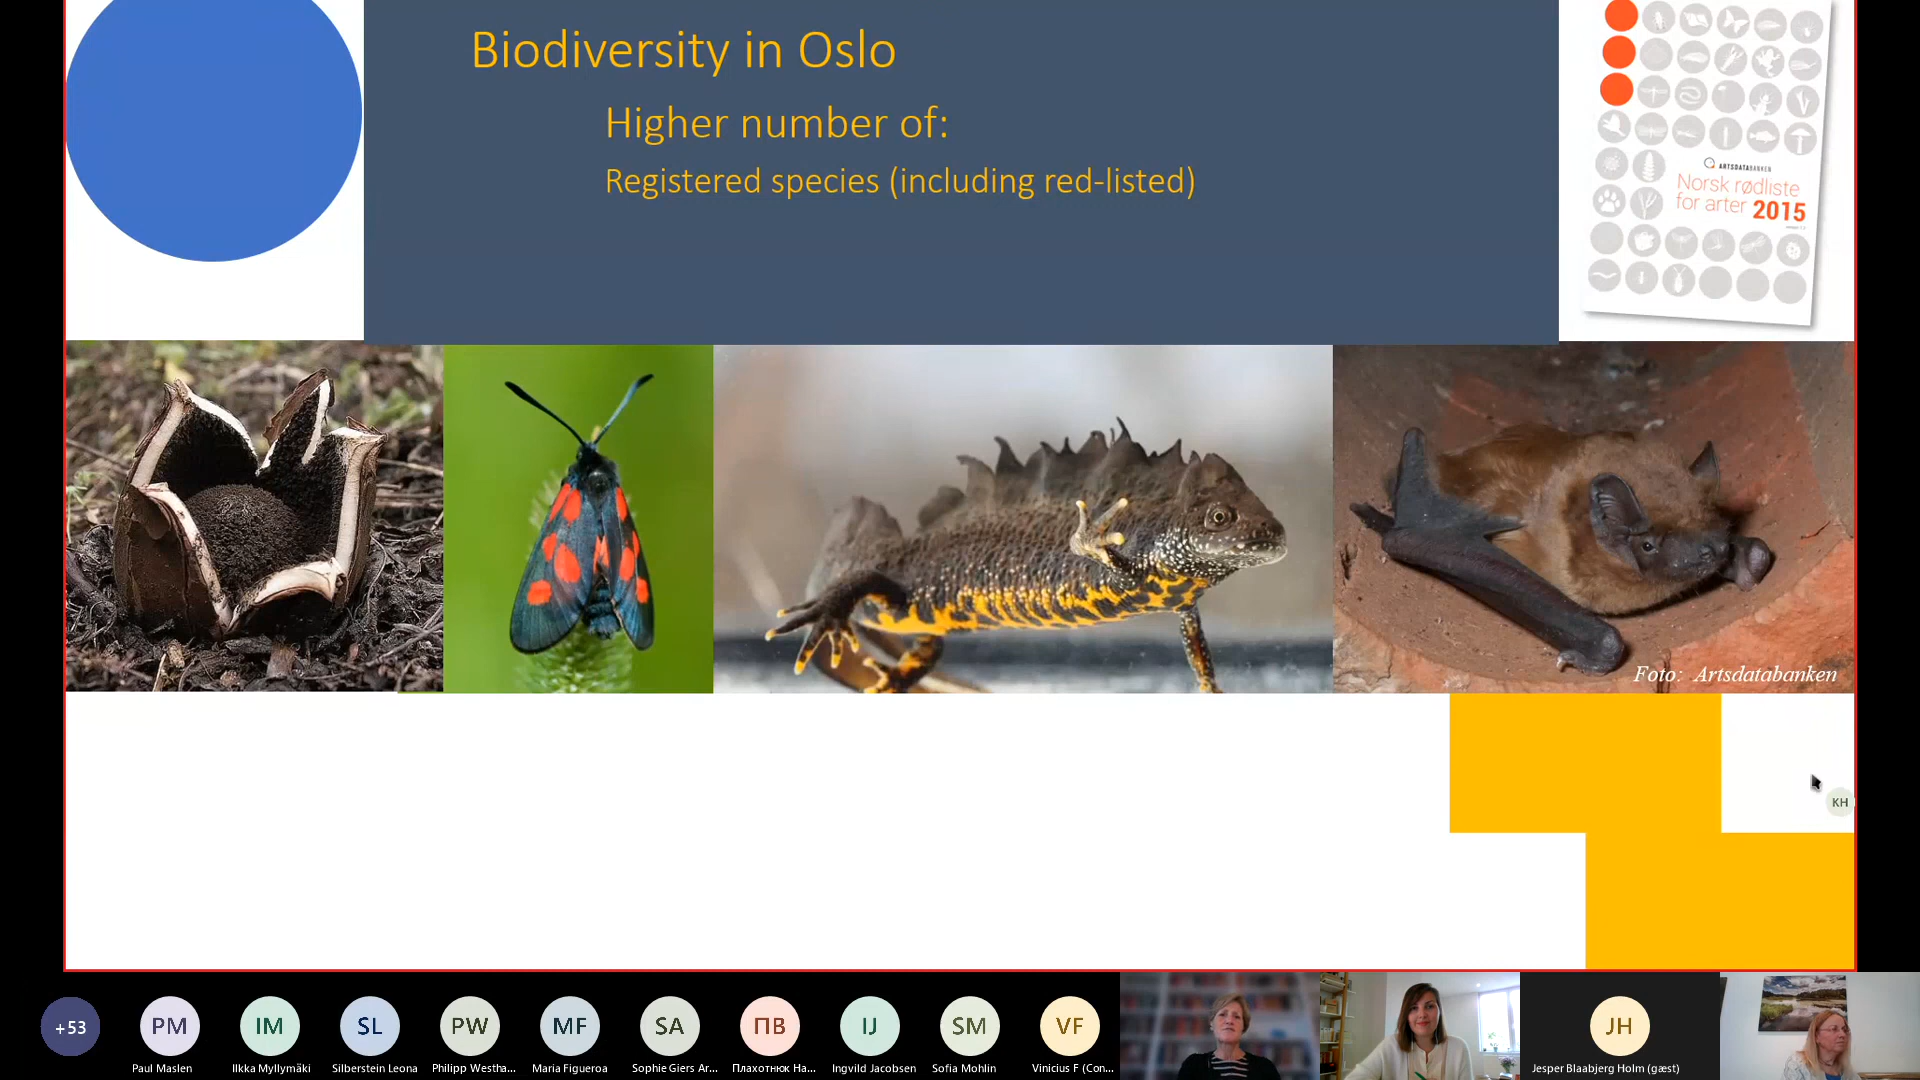 Biodiversity in Oslo
Higher number of:
Registered species (including red-listed)
ARTSDATABANKEN
Norsk rødliste
for arter 2015
Foto: Artsdatabanken
KH
+53
PM
IM
SL
PW
MF
SA
ПВ
IJ
SM
VF
JH
Paul Maslen
Ilkka Myllymäki
Silberstein Leona
Philipp Westha...
Maria Figueroa
Sophie Giers Ar...
Плахотнюк На...
Ingvild Jacobsen
Sofia Mohlin
Vinicius F (Con...
Jesper Blaabjerg Holm (gæst)